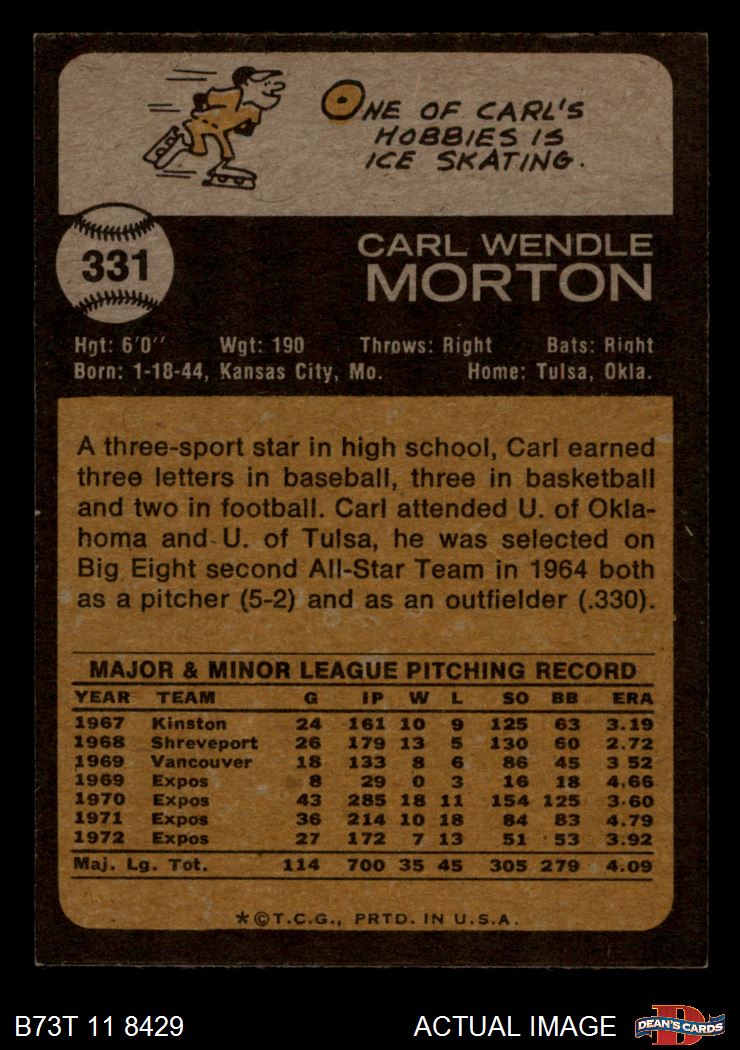 ONE OF CARL'S
HOBBIES IS
ICE SKATING.
331
CARL WENDLE
MORTON
Hgt: 6'0'' Wgt: 190 Throws: Right Bats: Right
Born: 1-18-44, Kansas City, Mo. Home: Tulsa, Okla.
A three-sport star in high school, Carl earned
three letters in baseball, three in basketball
and two in football. Carl attended U. of Okla-
homa and U. of Tulsa, he was selected on
Big Eight second All-Star Team in 1964 both
as a pitcher (5-2) and as an outfielder (.330).
MAJOR & MINOR LEAGUE PITCHING RECORD
YEAR TEAM G IP W L SO BB ERA
1967 Kinston 24 161 10 9 125 63 3.19
1968 Shreveport 26 179 13 5 130 60 2.72
1969 Vancouver 18 133 8 6 86 45 3.52
1969 Expos 8 29 0 3 16 18 4.66
1970 Expos 43 285 18 11 154 125 3.60
1971 Expos 36 214 10 18 84 83 4.79
1972 Expos 27 172 7 13 51 53 3.92
Maj. Lg. Tot. 114 700 35 45 305 279 4.09
*©T.C.G., PRTD. IN U.S.A.
B73T 11 8429 ACTUAL IMAGE D DEAN'S CARDS